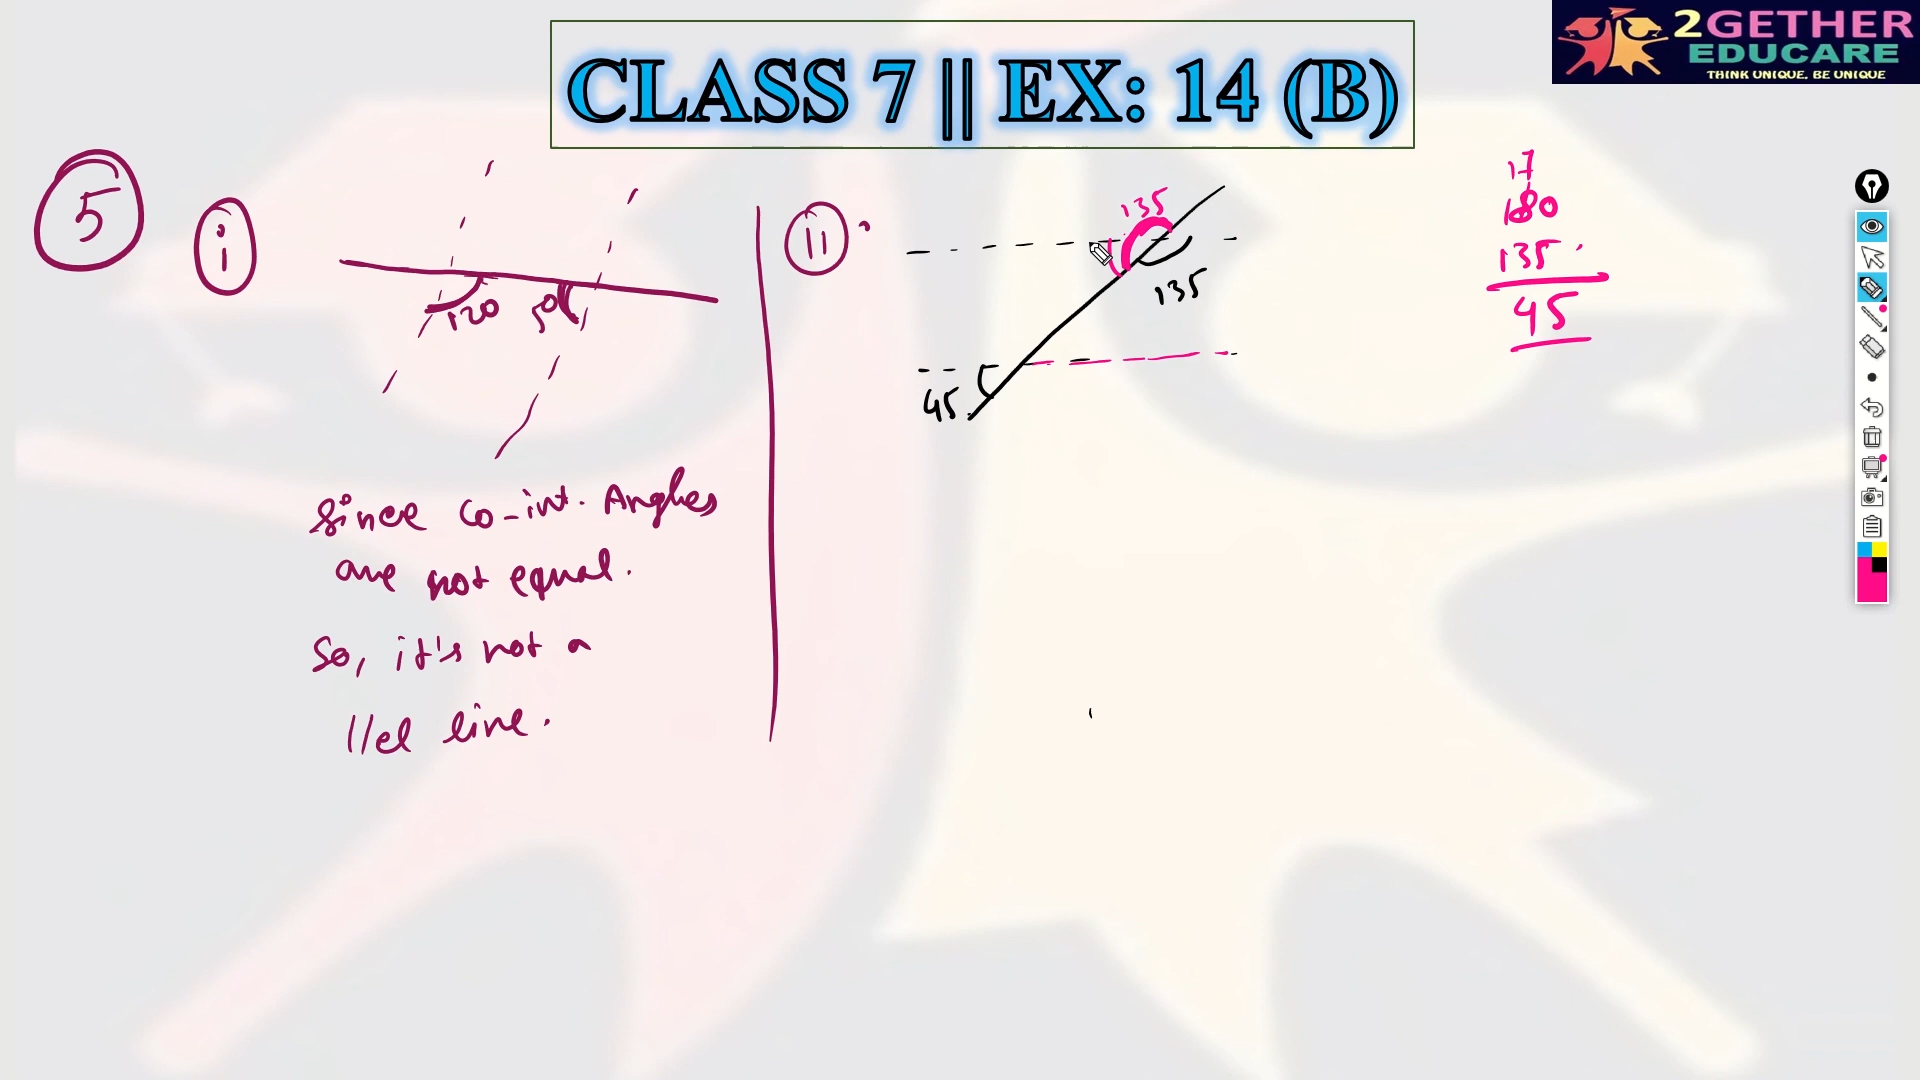 CLASS 7 || EX: 14 (B)
2GETHER
EDUCARE
THINK UNIQUE, BE UNIQUE
5
i
120
50
Since co-int. Angles
are not equal.
So, it's not a
//el line.
ii
135
135
45
17
180
135
45